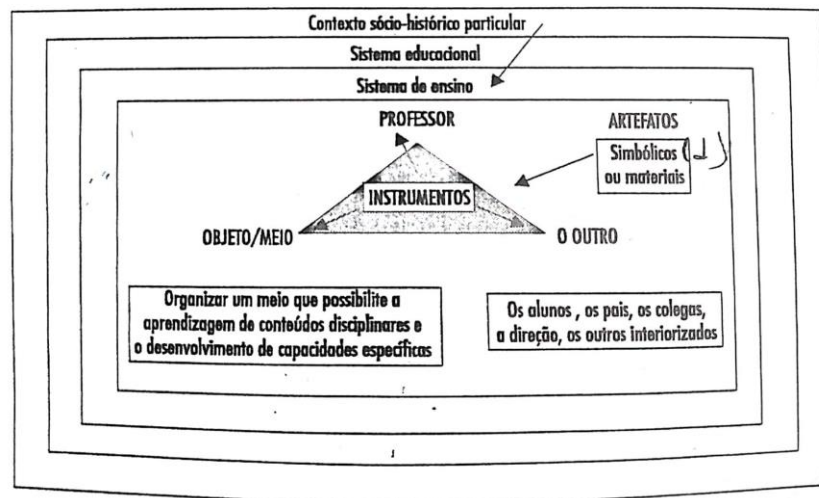 Contexto sócio-histórico particular
Sistema educacional
Sistema de ensino
PROFESSOR
ARTEFATOS
Simbólicos
ou materiais
INSTRUMENTOS
OBJETO/MEIO
O OUTRO
Organizar um meio que possibilite a
aprendizagem de conteúdos disciplinares e
o desenvolvimento de capacidades específicas
Os alunos , os pais, os colegas,
a direção, os outros interiorizados